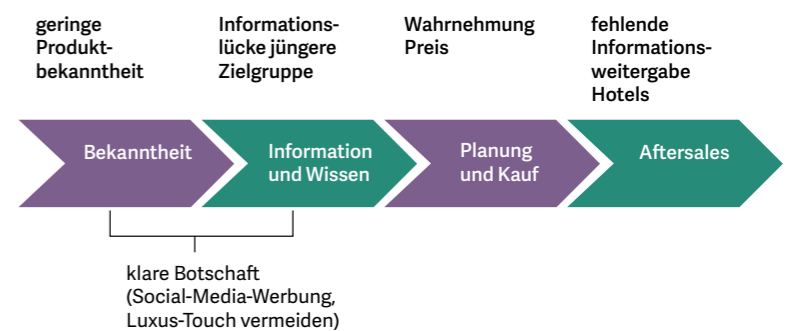 geringe
Produkt-
bekanntheit
Informations-
lücke jüngere
Zielgruppe
Wahrnehmung
Preis
fehlende
Informations-
weitergabe
Hotels
Bekanntheit
Information
und Wissen
Planung
und Kauf
Aftersales
klare Botschaft
(Social-Media-Werbung,
Luxus-Touch vermeiden)